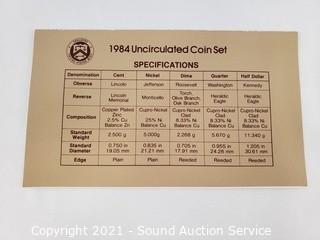 1984 Uncirculated Coin Set
SPECIFICATIONS
Denomination Cent Nickel Dime Quarter Half Dollar
Obverse Lincoln Jefferson Roosevelt Washington Kennedy
Reverse Lincoln Memorial Monticello Torch, Olive Branch, Oak Branch Heraldic Eagle Heraldic Eagle
Composition Copper Plated Zinc 2.5% Cu Balance Zn Cupro-Nickel 25% Ni Balance Cu Cupro-Nickel Clad 8.33% Ni Balance Cu Cupro-Nickel Clad 8.33% Ni Balance Cu Cupro-Nickel Clad 8.33% Ni Balance Cu
Standard Weight 2.500 g 5.000g 2.268 g 5.670 g 11.340 g
Standard Diameter 0.750 in 19.05 mm 0.835 in 21.21 mm 0.705 in 17.91 mm 0.955 in 24.26 mm 1.205 in 30.61 mm
Edge Plain Plain Reeded Reeded Reeded
Copyright 2021 - Sound Auction Service